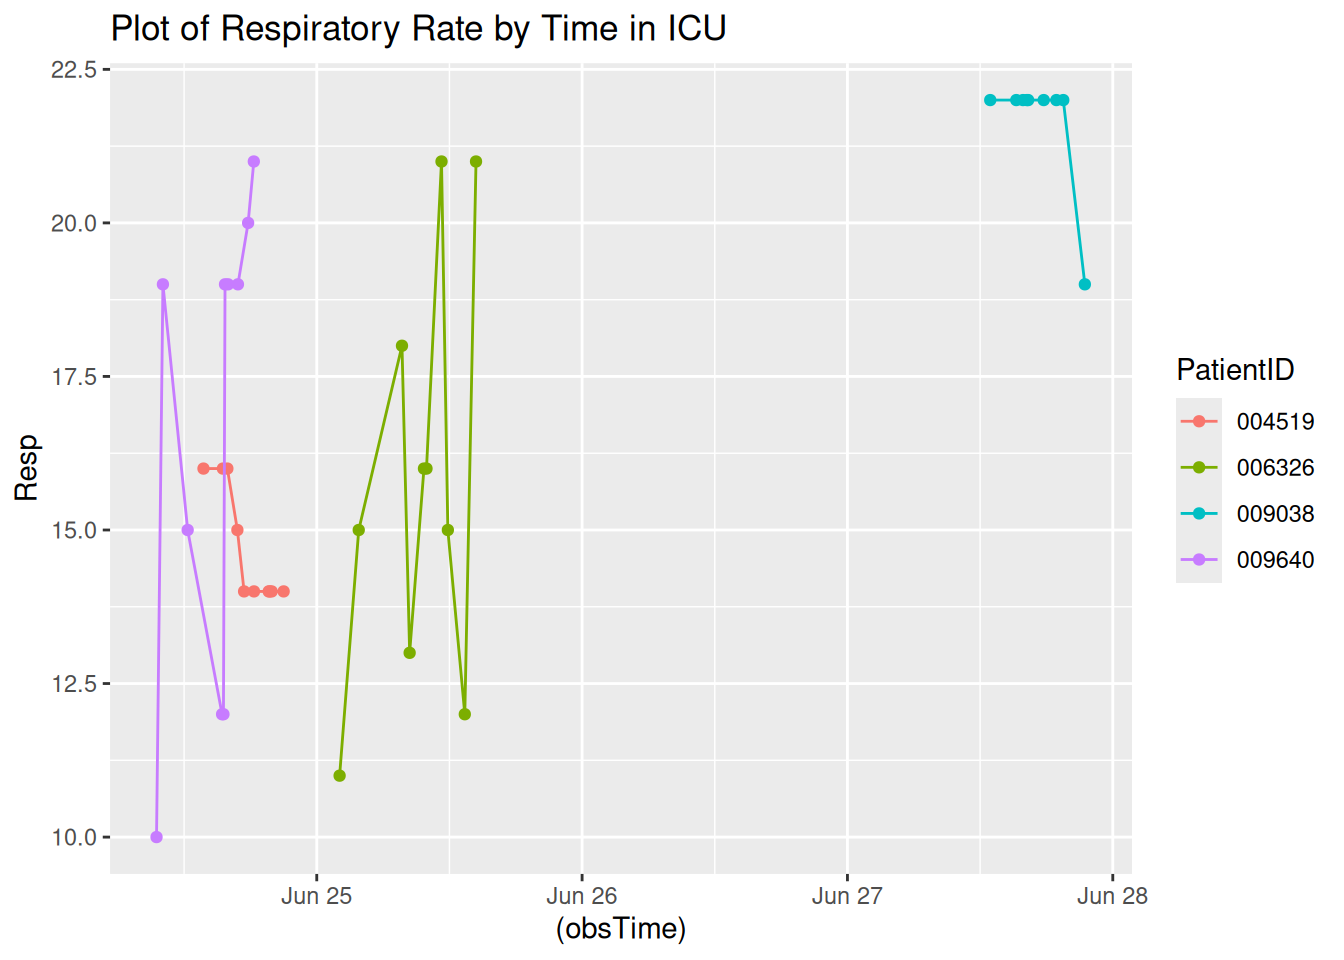 Plot of Respiratory Rate by Time in ICU
22.5
20.0
17.5
15.0
12.5
10.0
Resp
Jun 25
Jun 26
Jun 27
Jun 28
(obsTime)
PatientID
004519
006326
009038
009640